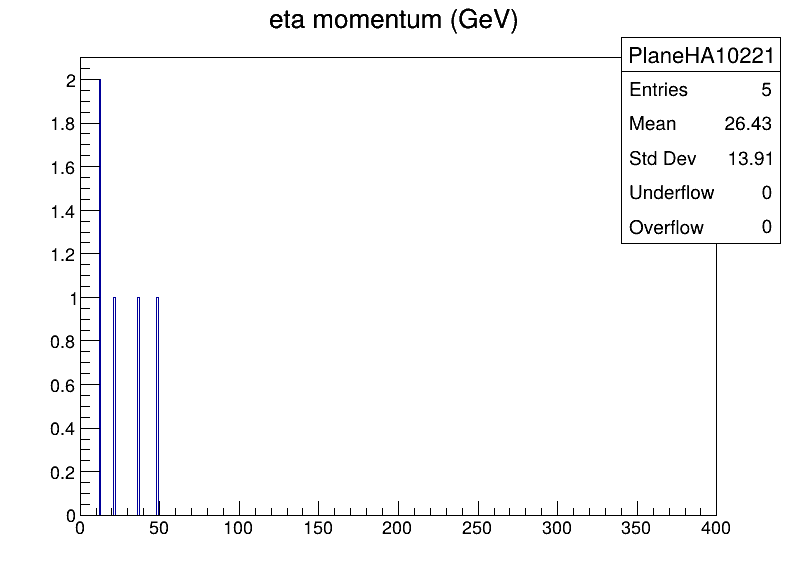 eta momentum (GeV)
PlaneHA10221
Entries 5
Mean 26.43
Std Dev 13.91
Underflow 0
Overflow 0
2
1.8
1.6
1.4
1.2
1
0.8
0.6
0.4
0.2
0
0 50 100 150 200 250 300 350 400